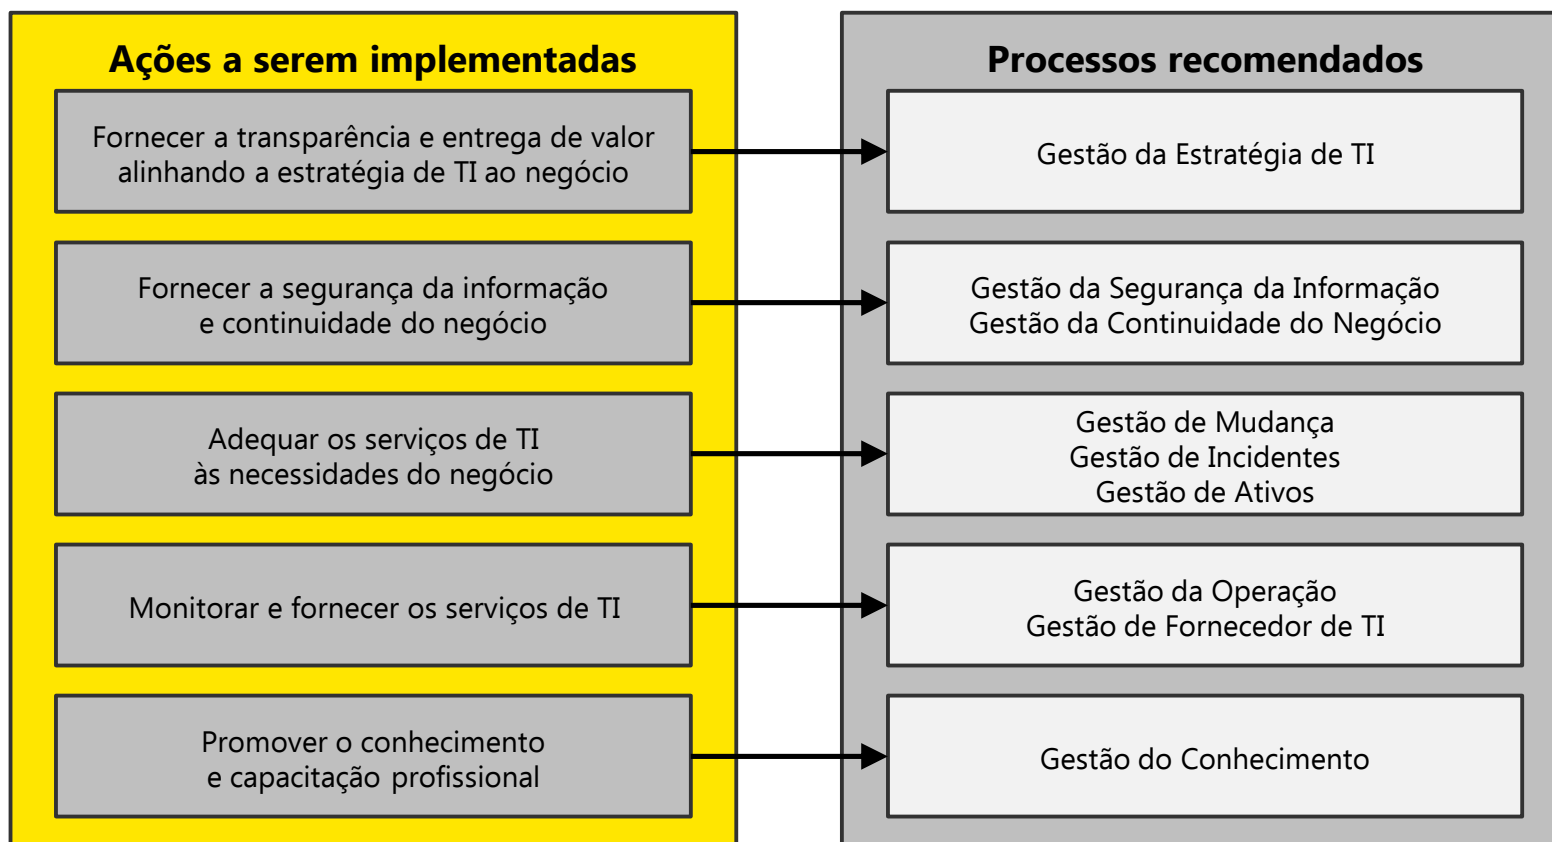 Ações a serem implementadas
Fornecer a transparência e entrega de valor
alinhando a estratégia de TI ao negócio
Fornecer a segurança da informação
e continuidade do negócio
Adequar os serviços de TI
às necessidades do negócio
Monitorar e fornecer os serviços de TI
Promover o conhecimento
e capacitação profissional
Processos recomendados
Gestão da Estratégia de TI
Gestão da Segurança da Informação
Gestão da Continuidade do Negócio
Gestão de Mudança
Gestão de Incidentes
Gestão de Ativos
Gestão da Operação
Gestão de Fornecedor de TI
Gestão do Conhecimento